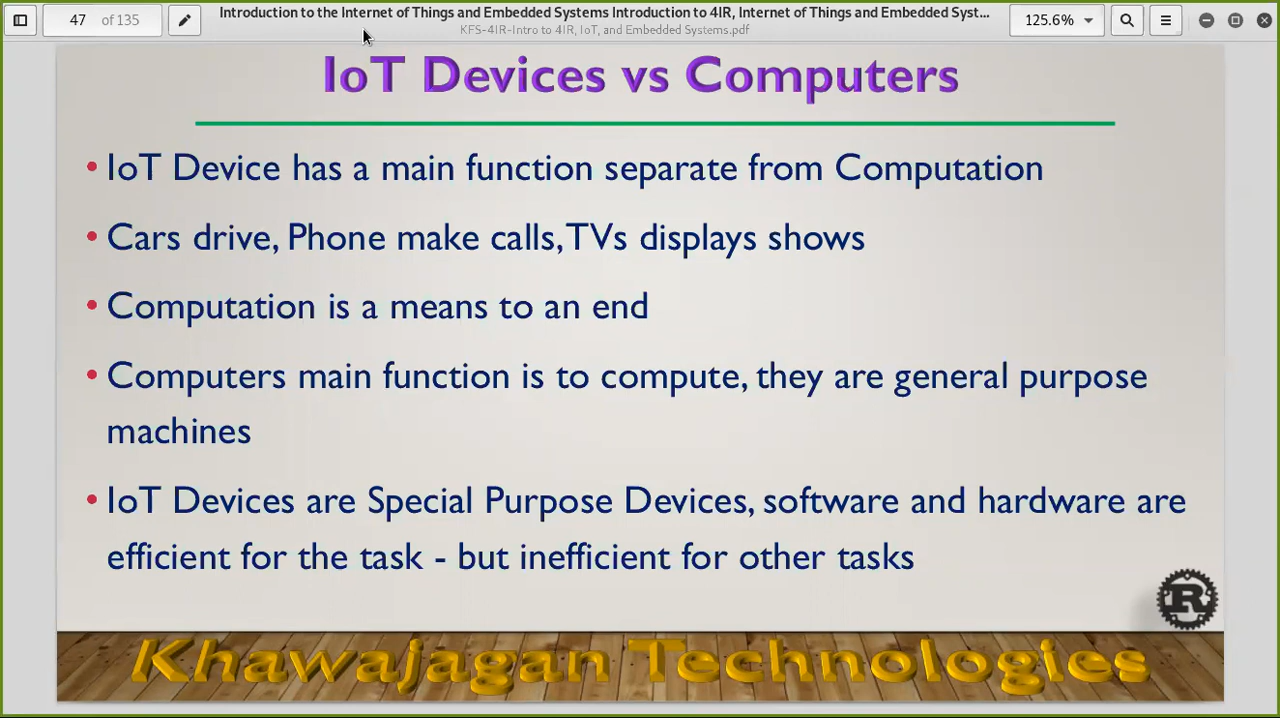 47 of 135
Introduction to the Internet of Things and Embedded Systems Introduction to 4IR, Internet of Things and Embedded Syst...
KFS-4IR-Intro to 4IR, IoT, and Embedded Systems.pdf
125.6%
IoT Devices vs Computers
• IoT Device has a main function separate from Computation
• Cars drive, Phone make calls, TVs displays shows
• Computation is a means to an end
• Computers main function is to compute, they are general purpose
machines
• IoT Devices are Special Purpose Devices, software and hardware are
efficient for the task - but inefficient for other tasks
R
Khawajagan Technologies